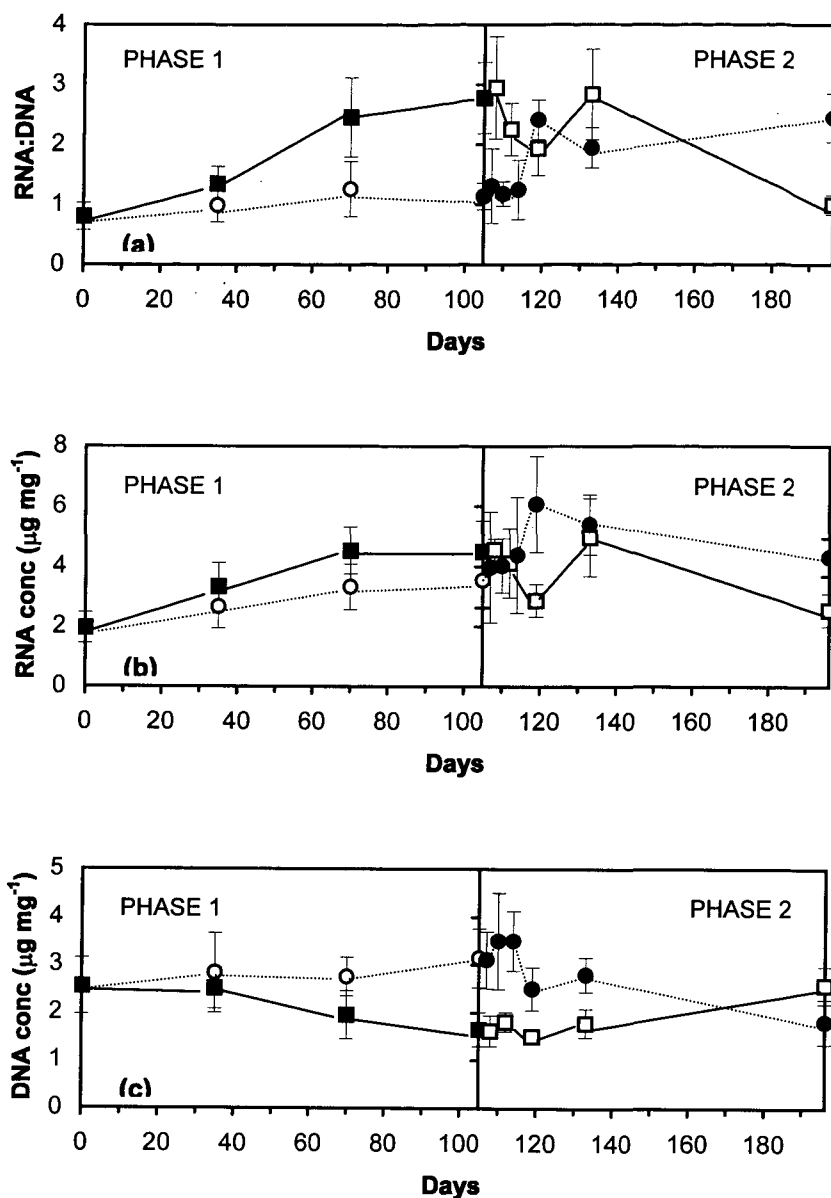 4
3
2
1
0
RNA:DNA
PHASE 1
PHASE 2
(a)
0 20 40 60 80 100 120 140 160 180
Days
8
6
4
2
0
RNA conc (µg mg⁻¹)
PHASE 1
PHASE 2
(b)
0 20 40 60 80 100 120 140 160 180
Days
5
4
3
2
1
0
DNA conc (µg mg⁻¹)
PHASE 1
PHASE 2
(c)
0 20 40 60 80 100 120 140 160 180
Days